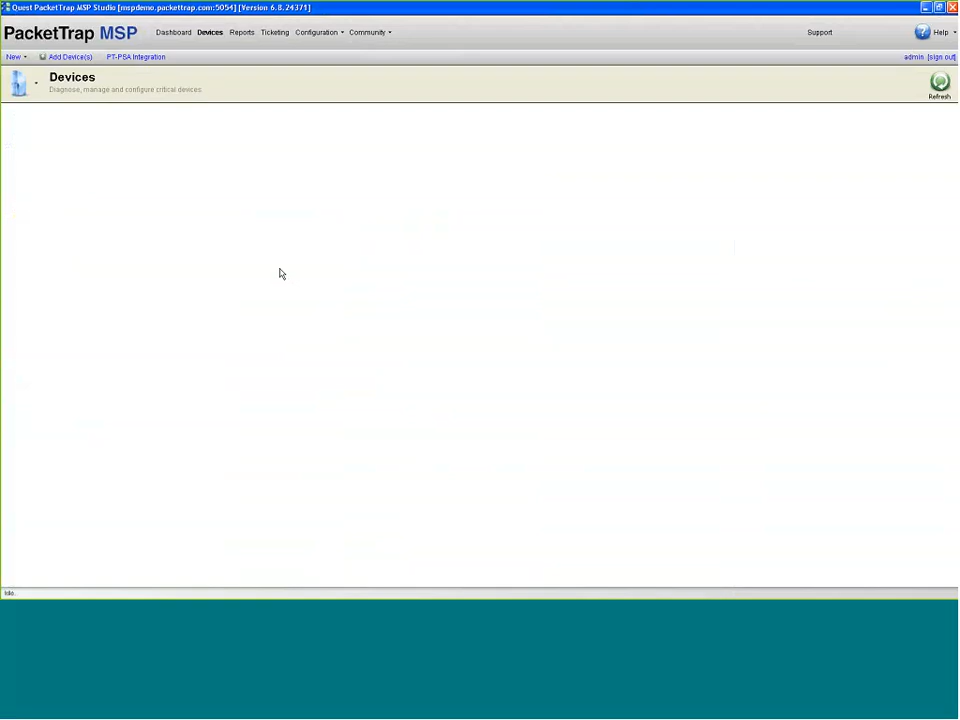 Quest PacketTrap MSP Studio [mspdemo.packettrap.com:5054] [Version 6.8.24371]
PacketTrap MSP Dashboard Devices Reports Ticketing Configuration Community Support Help
New Add Device(s) PT-PSA Integration admin [sign out]
Devices
Diagnose, manage and configure critical devices.
Refresh
Idle.